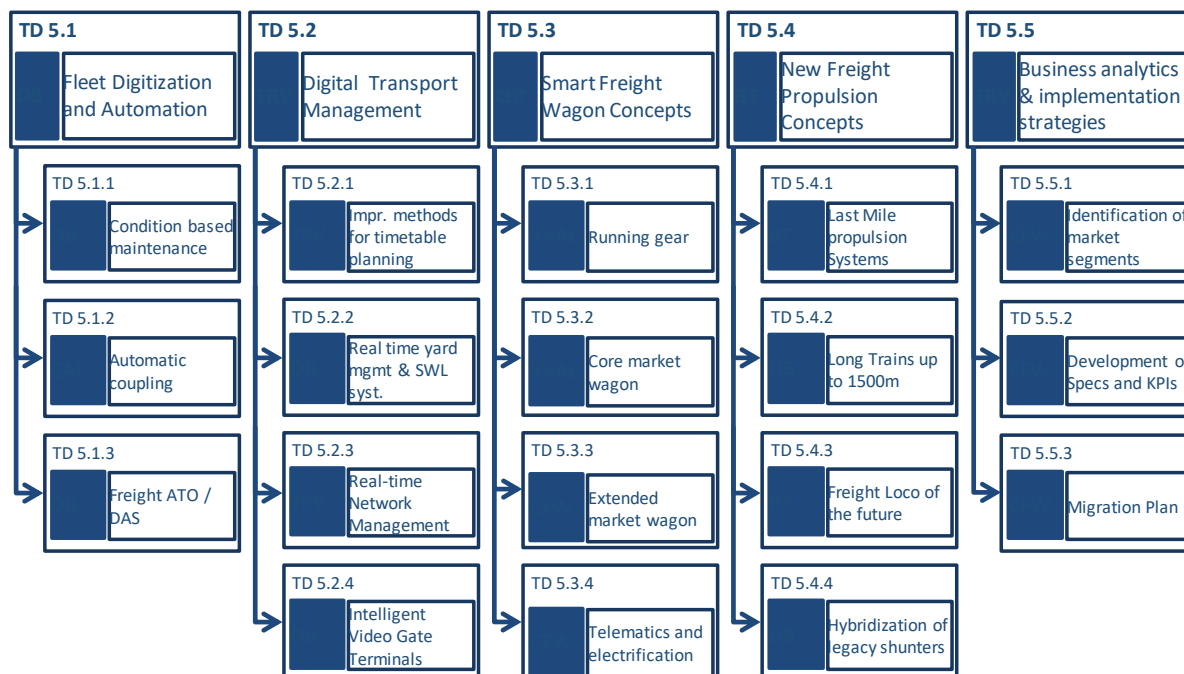 TD 5.1
Fleet Digitization
and Automation
TD 5.1.1
Condition based
maintenance
TD 5.1.2
Automatic
coupling
TD 5.1.3
Freight ATO /
DAS
TD 5.2
Digital Transport
Management
TD 5.2.1
Impr. methods
for timetable
planning
TD 5.2.2
Real time yard
mgmt & SWL
syst.
TD 5.2.3
Real-time
Network
Management
TD 5.2.4
Intelligent
Video Gate
Terminals
TD 5.3
Smart Freight
Wagon Concepts
TD 5.3.1
Running gear
TD 5.3.2
Core market
wagon
TD 5.3.3
Extended
market wagon
TD 5.3.4
Telematics and
electrification
TD 5.4
New Freight
Propulsion
Concepts
TD 5.4.1
Last Mile
propulsion
Systems
TD 5.4.2
Long Trains up
to 1500m
TD 5.4.3
Freight Loco of
the future
TD 5.4.4
Hybridization of
legacy shunters
TD 5.5
Business analytics
& implementation
strategies
TD 5.5.1
Identification of
market
segments
TD 5.5.2
Development o
Specs and KPIs
TD 5.5.3
Migration Plan